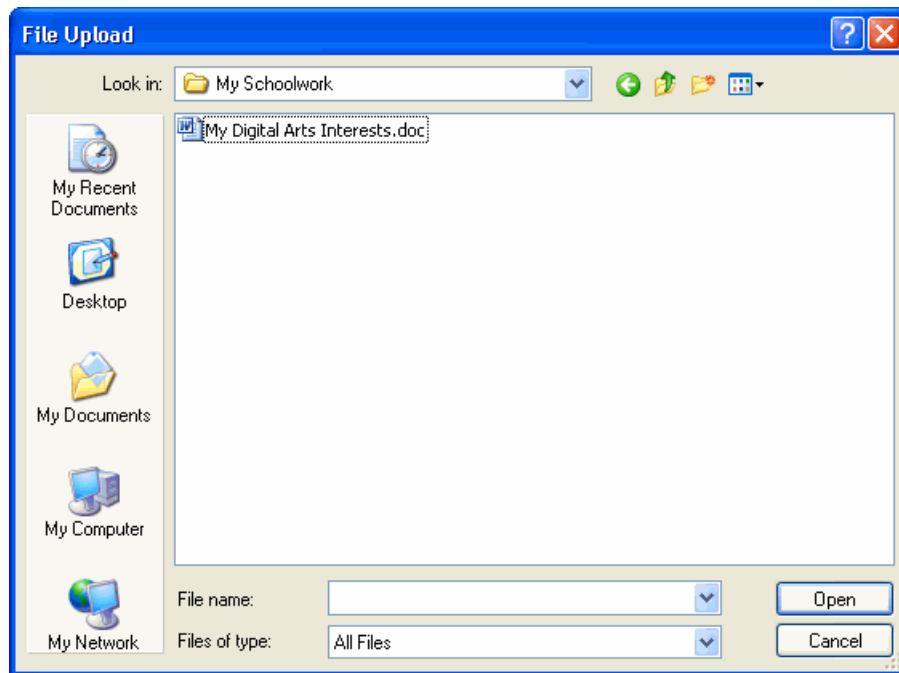 File Upload
Look in:
My Schoolwork
My Digital Arts Interests.doc
My Recent
Documents
Desktop
My Documents
My Computer
My Network
File name:
Open
Files of type:
All Files
Cancel